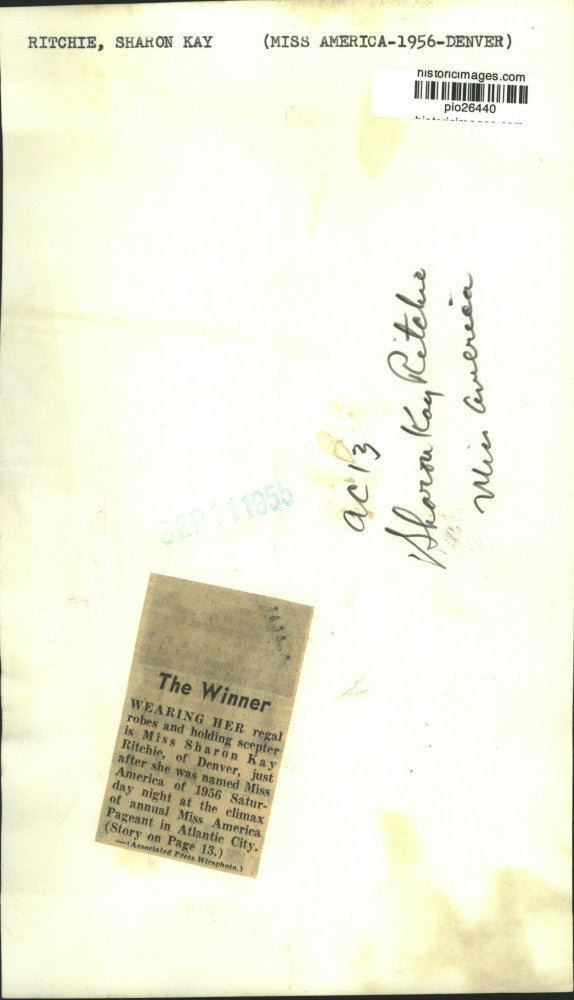 RITCHIE, SHARON KAY (MISS AMERICA-1956-DENVER)
historicimages.com
pio26440
ac 13
Sharon Kay Ritchie
Miss America
SEP 11 1955
The Winner
WEARING HER regal
robes and holding scepter
is Miss Sharon Kay
Ritchie, of Denver, just
after she was named Miss
America of 1956 Satur-
day night at the climax
of annual Miss America
Pageant in Atlantic City.
(Story on Page 13.)
—(Associated Press Wirephoto.)